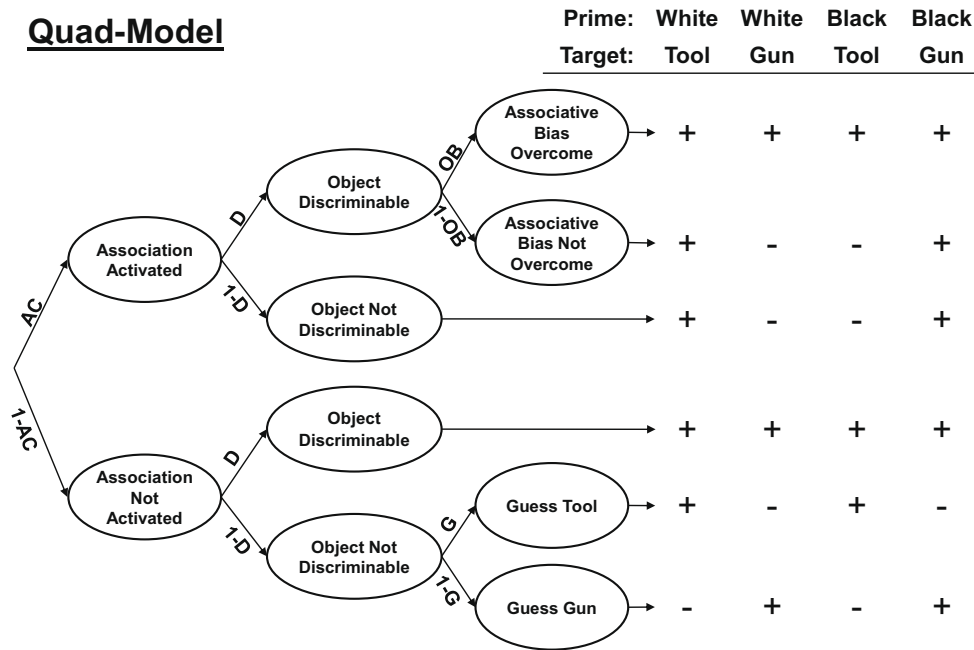 Quad-Model
Prime: White White Black Black
Target: Tool Gun Tool Gun
Associative
Bias
Overcome
+ + + +
OB
Object
Discriminable
D
1-OB
Associative
Bias Not
Overcome
+ - - +
Association
Activated
AC
1-D
Object Not
Discriminable
+ - - +
1-AC
Object
Discriminable
+ + + +
D
Association
Not
Activated
Guess Tool
+ - + -
G
1-D
Object Not
Discriminable
1-G
Guess Gun
- + - +